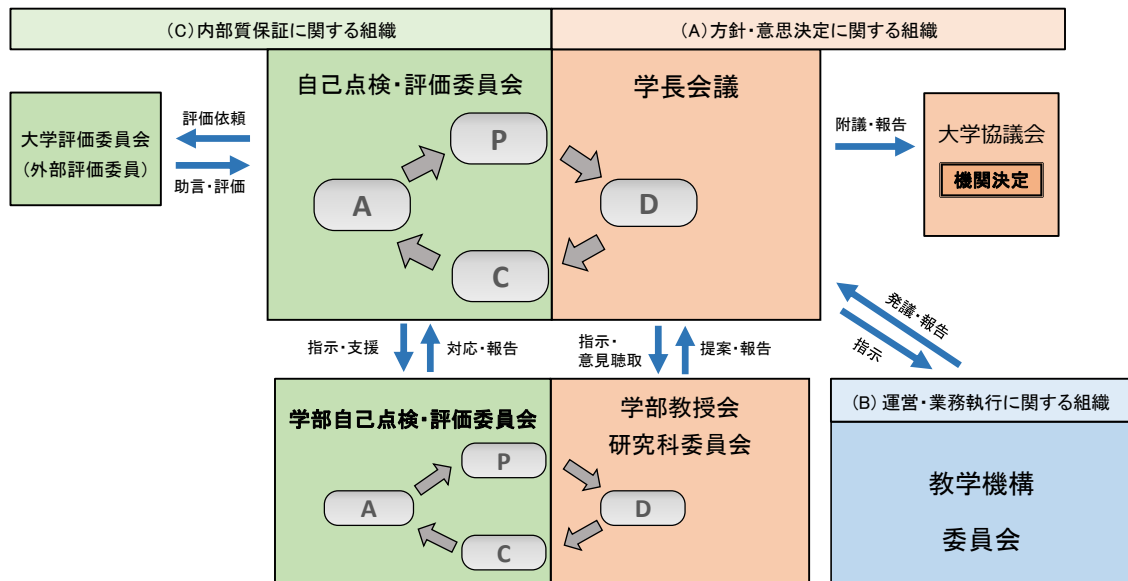 (C)内部質保証に関する組織
(A)方針・意思決定に関する組織
自己点検・評価委員会
学長会議
大学評価委員会
(外部評価委員)
評価依頼
助言・評価
P
D
C
A
附議・報告
大学協議会
機関決定
指示・支援
対応・報告
指示・
意見聴取
提案・報告
発議・報告
指示
学部自己点検・評価委員会
学部教授会
研究科委員会
P
D
C
A
(B) 運営・業務執行に関する組織
教学機構
委員会